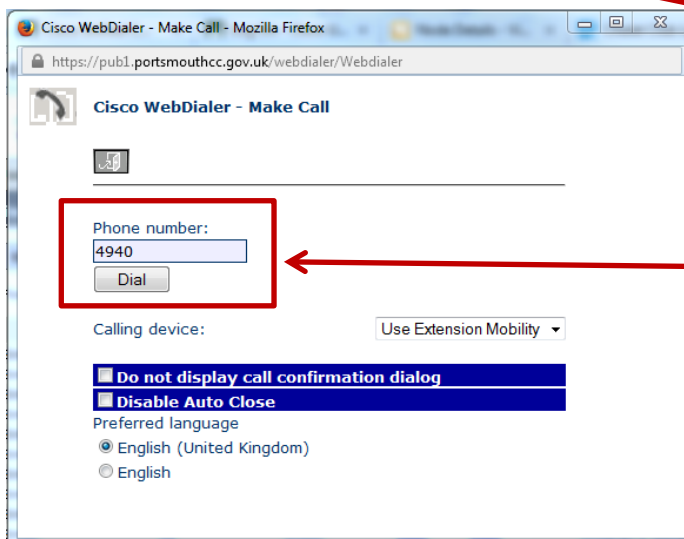 Cisco WebDialer - Make Call - Mozilla Firefox
https://pub1.portsmouthcc.gov.uk/webdialer/Webdialer
Cisco WebDialer - Make Call
Phone number:
4940
Dial
Calling device: Use Extension Mobility
Do not display call confirmation dialog
Disable Auto Close
Preferred language
English (United Kingdom)
English